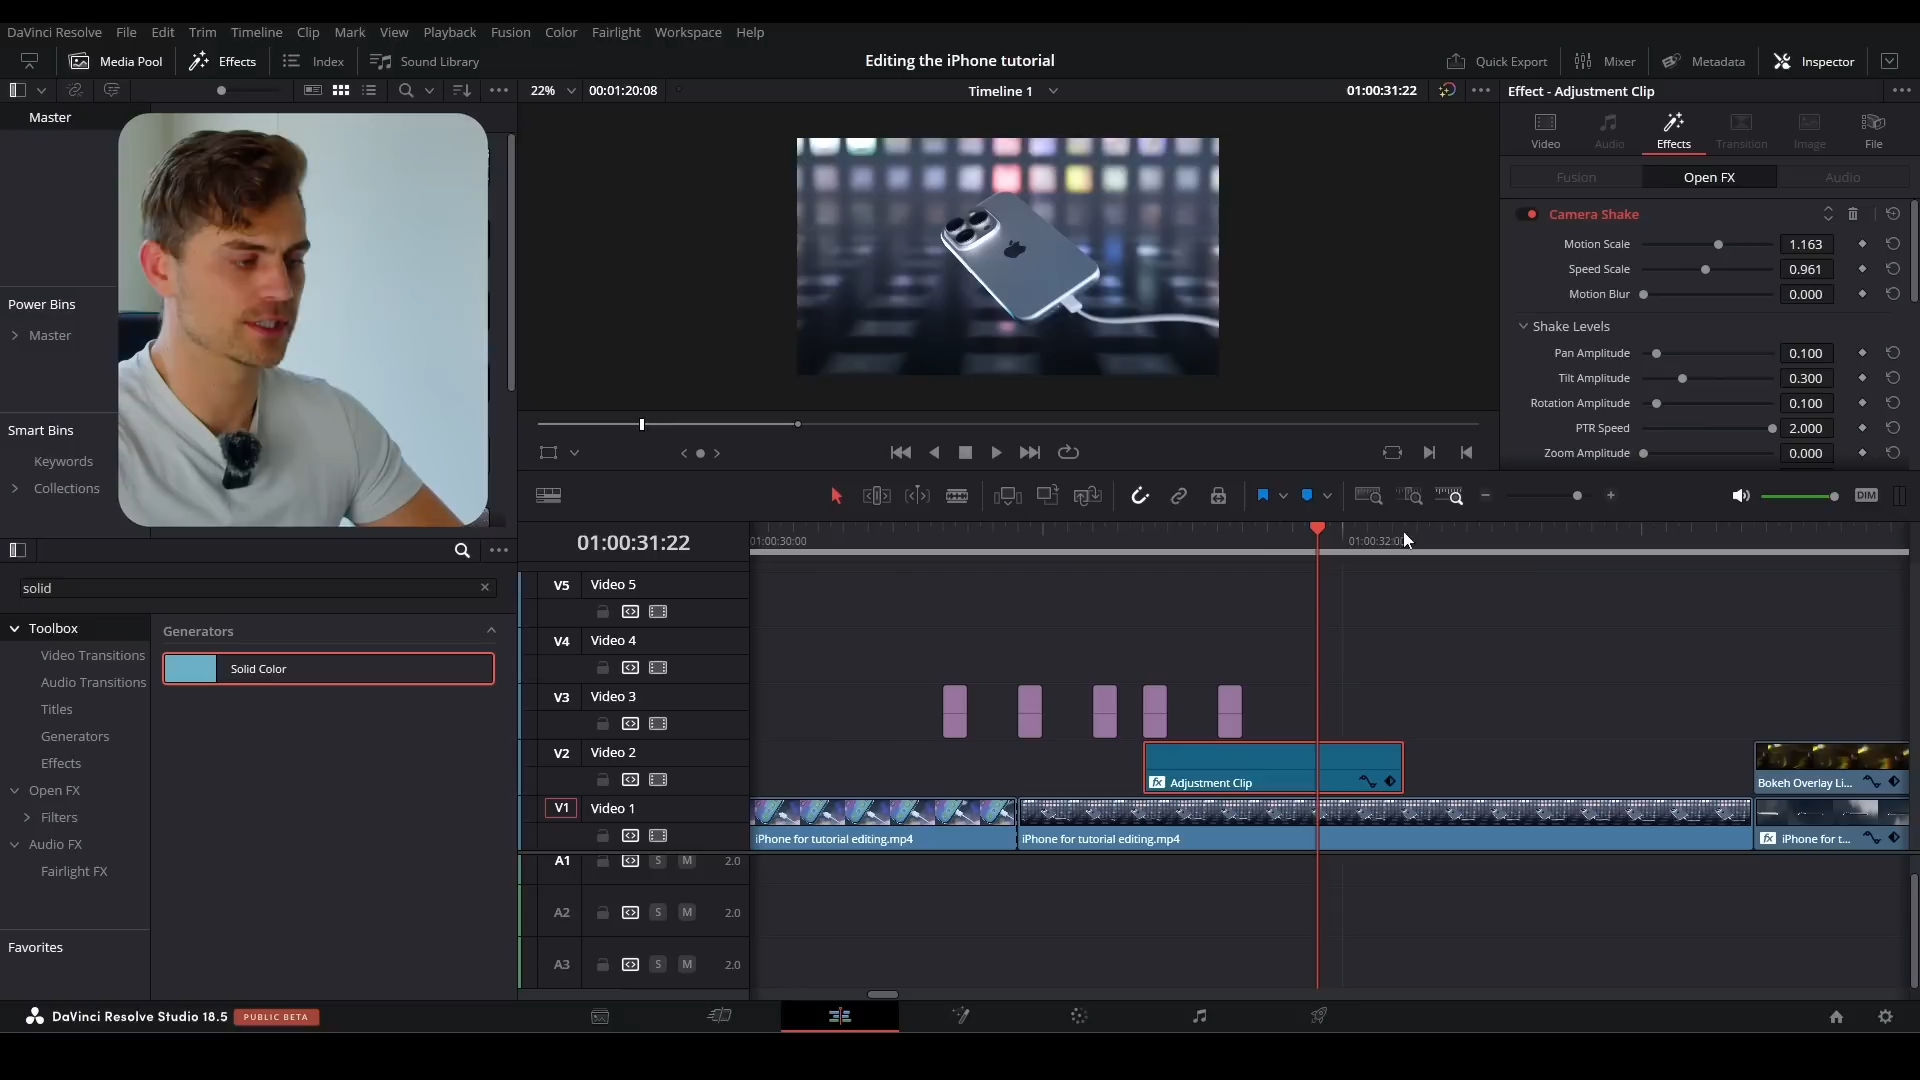 DaVinci Resolve File Edit Trim Timeline Clip Mark View Playback Fusion Color Fairlight Workspace Help
Media Pool Effects Index Sound Library Editing the iPhone tutorial Quick Export Mixer Metadata Inspector
22% 00:01:20:08 Timeline 1 01:00:31:22 Effect - Adjustment Clip
Master
Power Bins
Master
Smart Bins
Keywords
Collections
Video Audio Effects Transition Image File
Fusion Open FX Audio
Camera Shake
Motion Scale 1.163
Speed Scale 0.961
Motion Blur 0.000
Shake Levels
Pan Amplitude 0.100
Tilt Amplitude 0.300
Rotation Amplitude 0.100
PTR Speed 2.000
Zoom Amplitude 0.000
DIM
solid
Toolbox
Video Transitions
Audio Transitions
Titles
Generators
Effects
Open FX
Filters
Audio FX
Fairlight FX
Favorites
Generators
Solid Color
01:00:31:22 01:00:30:00 01:00:32:00
V5 Video 5
V4 Video 4
V3 Video 3
V2 Video 2
fx Adjustment Clip Bokeh Overlay Li...
V1 Video 1
iPhone for tutorial editing.mp4 iPhone for tutorial editing.mp4 fx iPhone for t...
A1 S M 2.0
A2 S M 2.0
A3 S M 2.0
DaVinci Resolve Studio 18.5 PUBLIC BETA